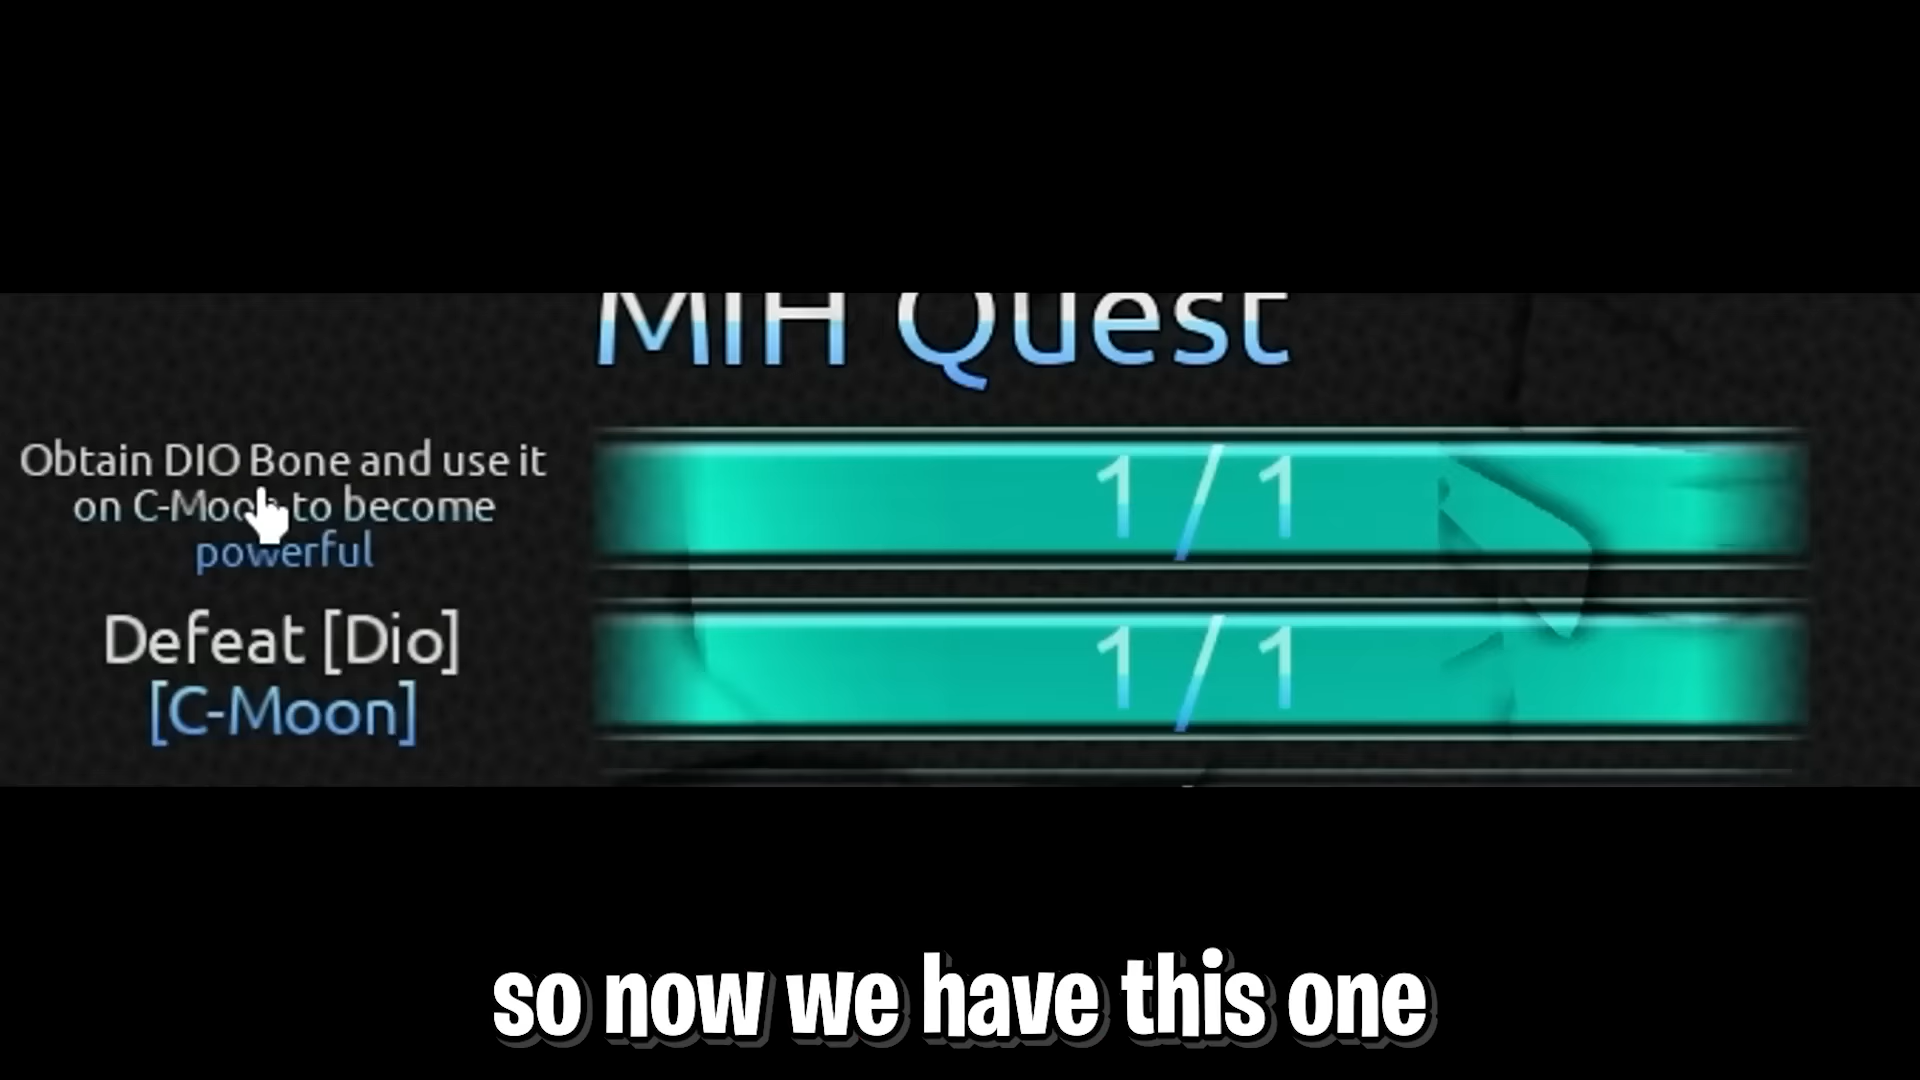 MIH Quest
Obtain DIO Bone and use it
on C-Moon to become
powerful
1 / 1
Defeat [Dio]
[C-Moon]
1 / 1
so now we have this one